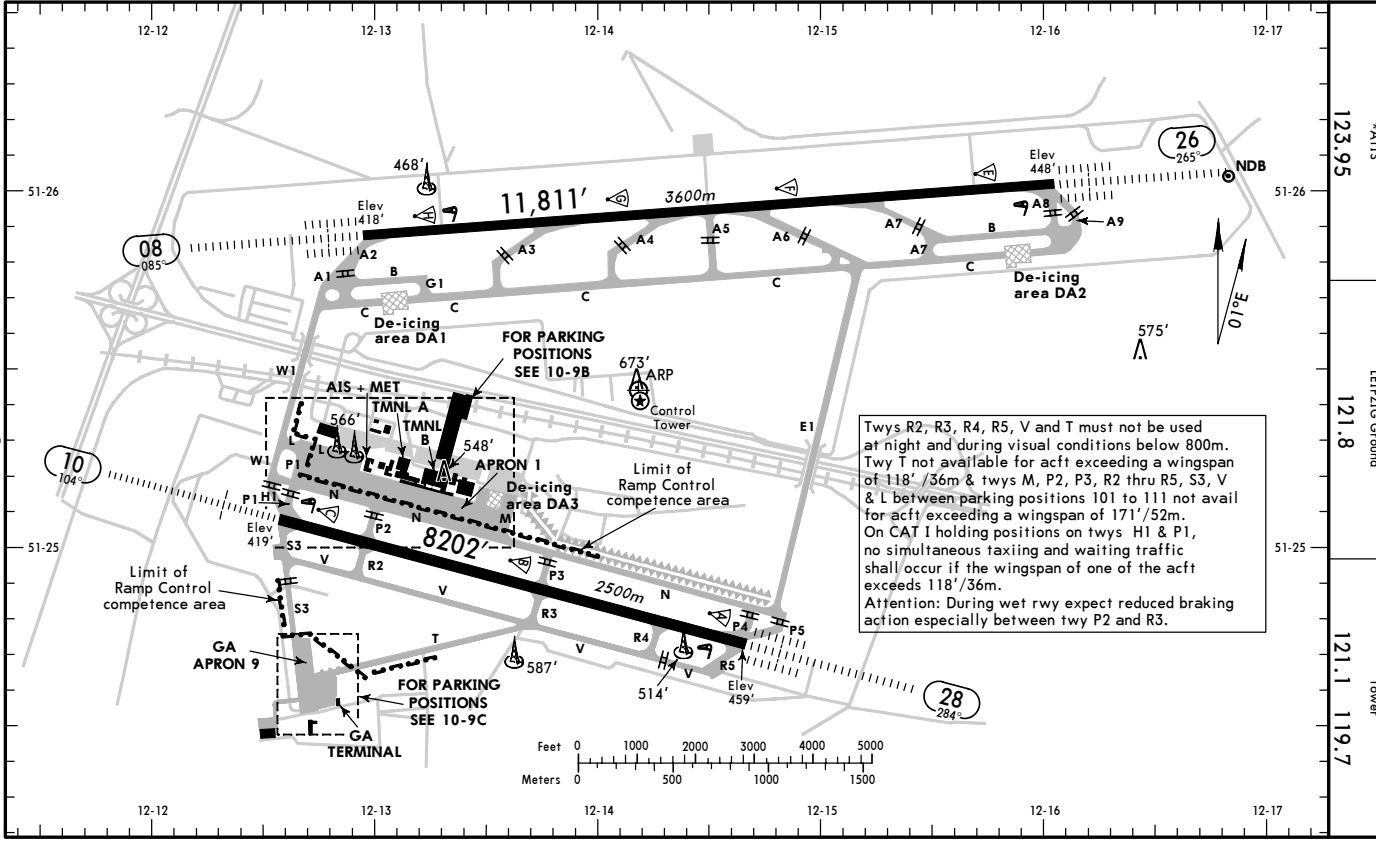 12-12 12-13 12-14 12-15 12-16 12-17
123.95
26
265°
NDB
468'
Elev
448'
51-26
51-26
E
F
G
H
11,811'
3600m
Elev
418'
A8
A9
08
085°
A2
A3
A4
A5
A6
A7
A7
B
A1
B
G1
C
C
C
C
C
De-icing
area DA1
De-icing
area DA2
01°E
575'
FOR PARKING
POSITIONS
SEE 10-9B
673'
ARP
Control
Tower
W1
AIS + MET
TMNL A
TMNL
B
566'
548'
E1
121.8
LEIPZIG Ground
L
L
W1
P1
APRON 1
De-icing
area DA3
Limit of
Ramp Control
competence area
10
104°
P1
H1
N
N
M
C
P2
Elev
419'
8202'
Twys R2, R3, R4, R5, V and T must not be used
at night and during visual conditions below 800m.
Twy T not available for acft exceeding a wingspan
of 118'/36m & twys M, P2, P3, R2 thru R5, S3, V
& L between parking positions 101 to 111 not avail
for acft exceeding a wingspan of 171'/52m.
On CAT I holding positions on twys H1 & P1,
no simultaneous taxiing and waiting traffic
shall occur if the wingspan of one of the acft
exceeds 118'/36m.
Attention: During wet rwy expect reduced braking
action especially between twy P2 and R3.
51-25
51-25
S3
V
R2
B
P3
2500m
N
Limit of
Ramp Control
competence area
V
S3
R3
A
P4
P5
T
R4
V
V
R5
GA
APRON 9
587'
514'
Elev
459'
28
284°
FOR PARKING
POSITIONS
SEE 10-9C
GA
TERMINAL
Feet 0 1000 2000 3000 4000 5000
Meters 0 500 1000 1500
121.1 119.7
Tower
12-12 12-13 12-14 12-15 12-16 12-17